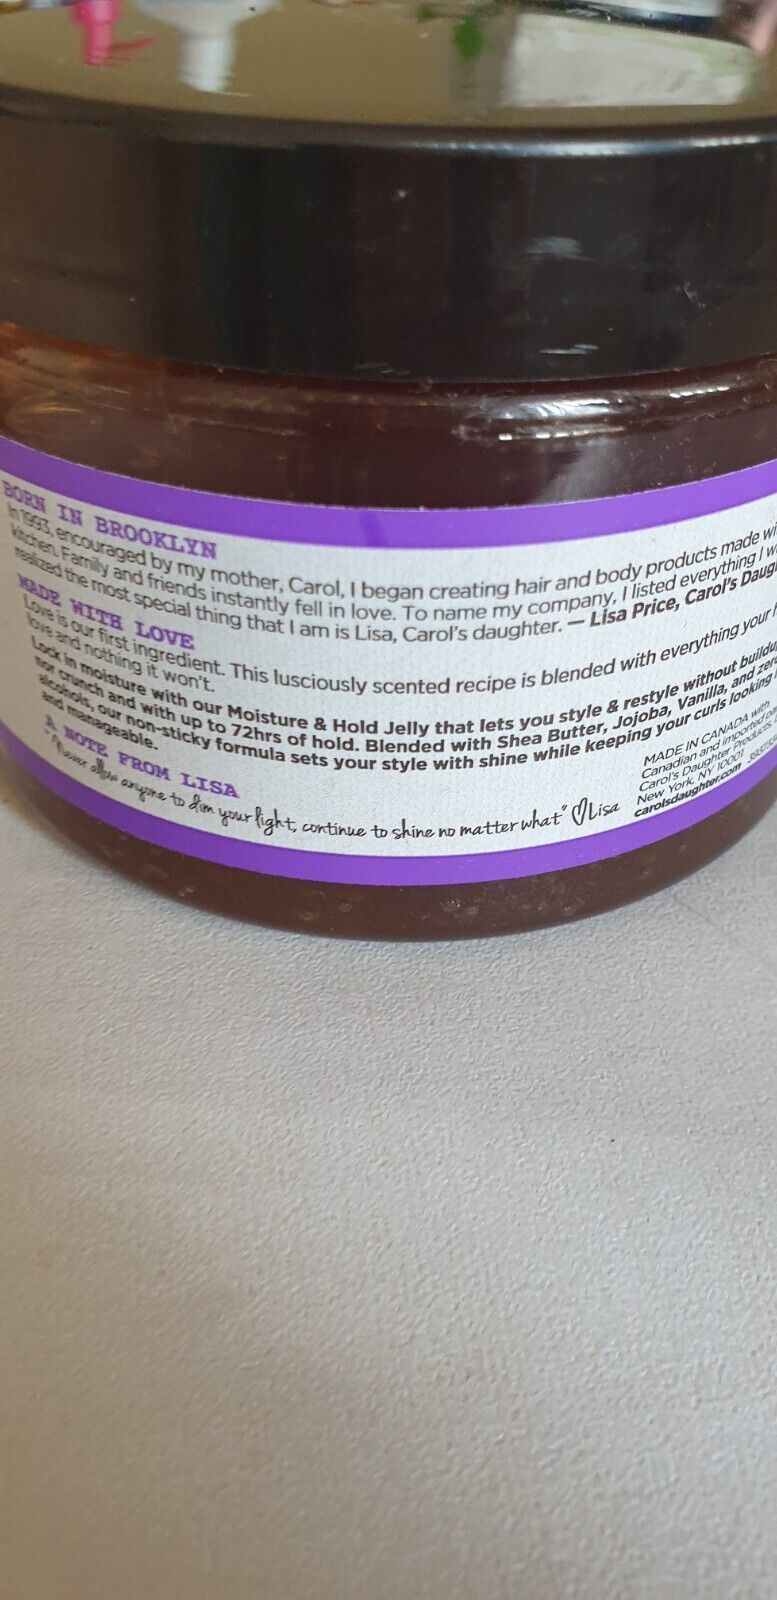 BORN IN BROOKLYN
In 1993, encouraged by my mother, Carol, I began creating hair and body products made
kitchen. Family and friends instantly fell in love. To name my company, I listed everything I
realized the most special thing that I am is Lisa, Carol's daughter. — Lisa Price, Carol's
MADE WITH LOVE
Love is our first ingredient. This lusciously scented recipe is blended with everything your
love and nothing it won't.
Lock in moisture with our Moisture & Hold Jelly that lets you style & restyle without
nor crunch and with up to 72hrs of hold. Blended with Shea Butter, Jojoba, Vanilla, and zero
alcohols, our non-sticky formula sets your style with shine while keeping your curls looking
and manageable.
A NOTE FROM LISA
"Never allow anyone to dim your light, continue to shine no matter what" ♡Lisa
MADE IN CANADA with
Canadian and imported
Carol's Daughter Products
New York, NY 10001
carolsdaughter.com